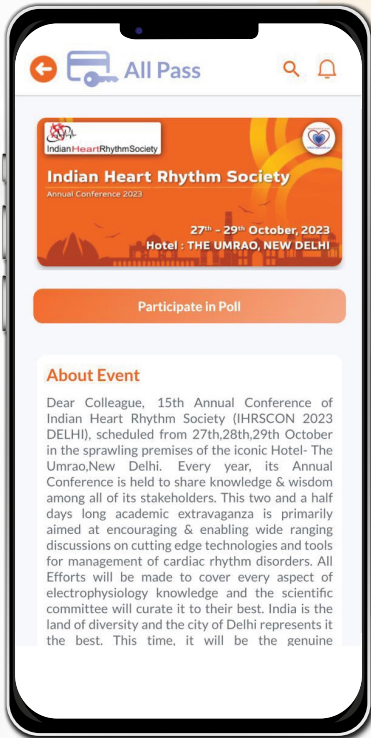 All Pass
IndianHeartRhythmSociety
Indian Heart Rhythm Society
Annual Conference 2023
27th - 29th October, 2023
Hotel : THE UMRAO, NEW DELHI
Participate in Poll
About Event
Dear Colleague, 15th Annual Conference of
Indian Heart Rhythm Society (IHRSCON 2023
DELHI), scheduled from 27th,28th,29th October
in the sprawling premises of the iconic Hotel- The
Umrao,New Delhi. Every year, its Annual
Conference is held to share knowledge & wisdom
among all of its stakeholders. This two and a half
days long academic extravaganza is primarily
aimed at encouraging & enabling wide ranging
discussions on cutting edge technologies and tools
for management of cardiac rhythm disorders. All
Efforts will be made to cover every aspect of
electrophysiology knowledge and the scientific
committee will curate it to their best. India is the
land of diversity and the city of Delhi represents it
the best. This time, it will be the genuine